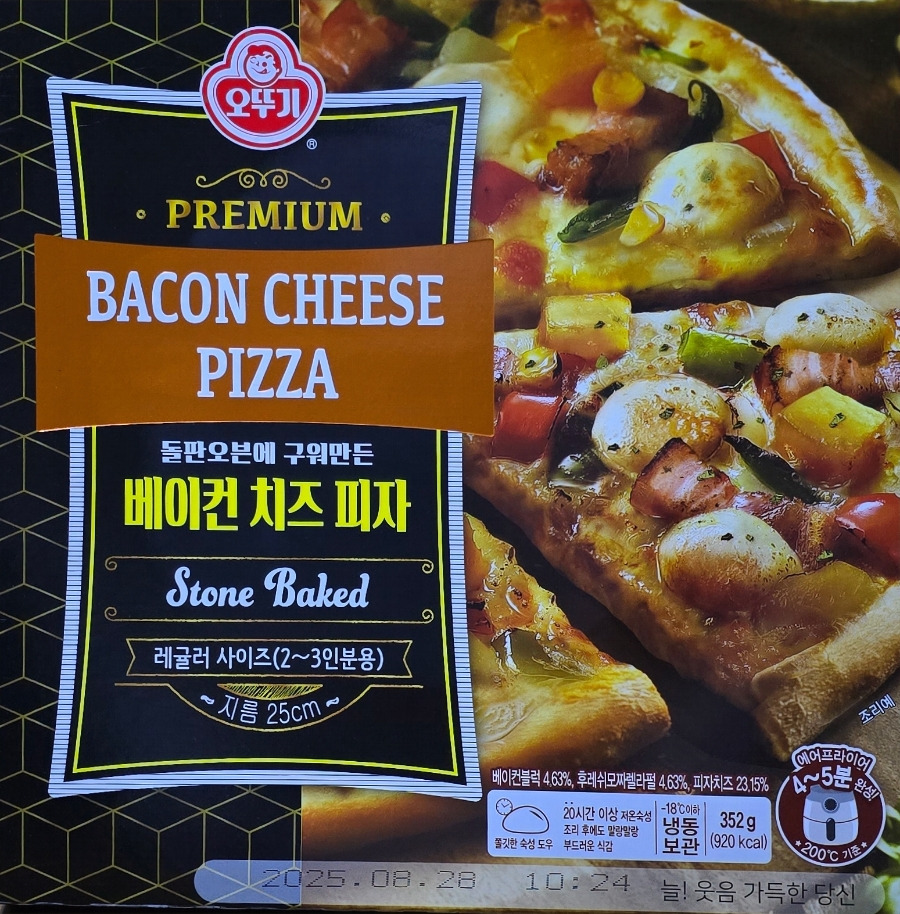 오뚜기
®
PREMIUM
BACON CHEESE
PIZZA
돌판오븐에 구워만든
베이컨 치즈 피자
Stone Baked
레귤러 사이즈(2~3인분용)
~지름 25cm~
조리예
베이컨블럭 4.63%, 후레쉬모짜렐라펄 4.63%, 피자치즈 23.15%
쫄깃한 숙성 도우
20시간 이상 저온숙성
조리 후에도 말랑말랑
부드러운 식감
-18℃이하
냉동
보관
352 g
(920 kcal)
에어프라이어
4~5분 완성!
*200℃ 기준*
2025.08.28 10:24
늘! 웃음 가득한 당신